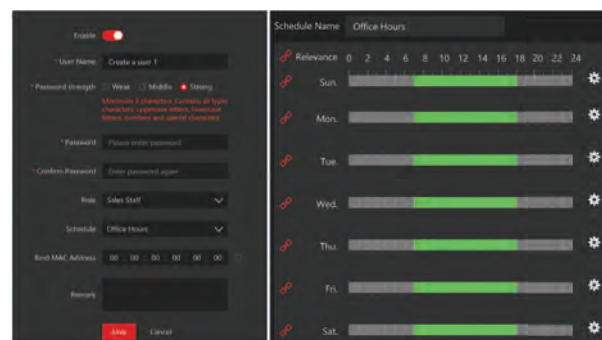 Enable
* User Name Create a user 1
* Password strength Weak Middle Strong
Minimum 8 characters. Contains all types
characters: uppercase letters, lowercase
letters, numbers and special characters
* Password Please enter password
* Confirm Password Enter password again
Role Sales Staff
Schedule Office Hours
Bind MAC Address 00 : 00 : 00 : 00 : 00 : 00
Remark
Save Cancel
Schedule Name Office Hours
Relevance 0 2 4 6 8 10 12 14 16 18 20 22 24
Sun.
Mon.
Tue.
Wed.
Thu.
Fri.
Sat.